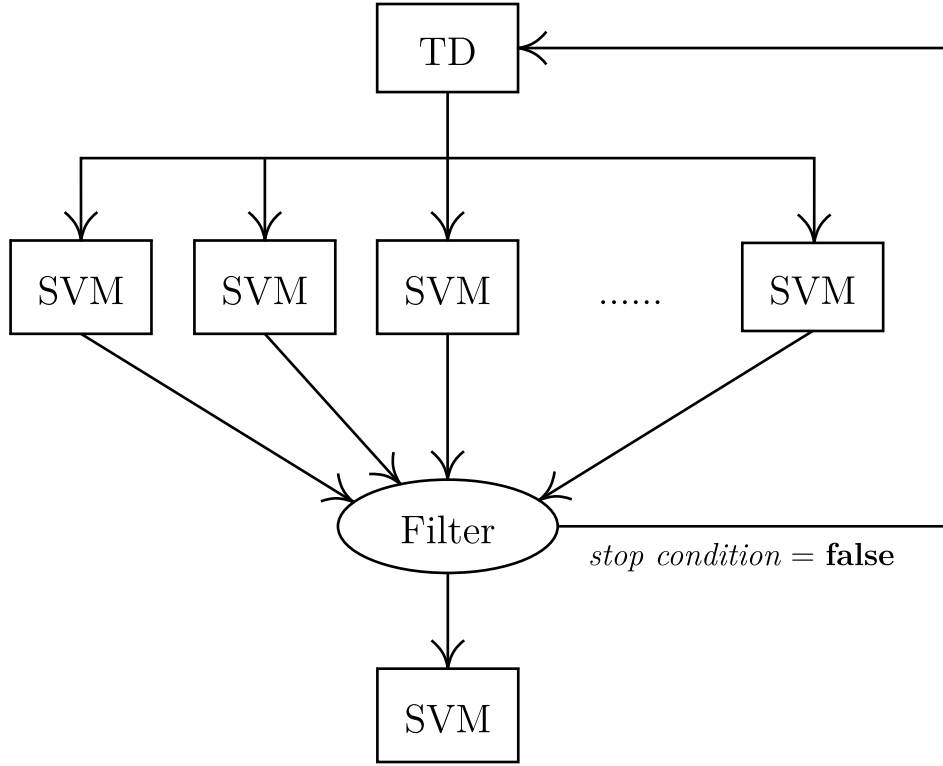 TD
SVM SVM SVM ...... SVM
Filter
stop condition = false
SVM